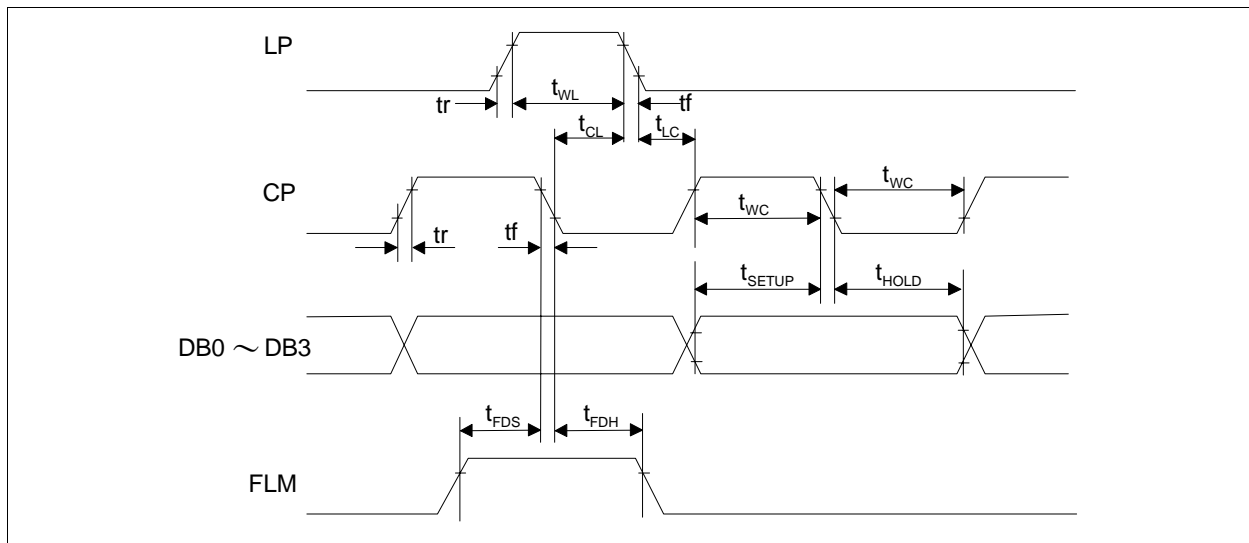 LP
tr
tWL
tf
tCL
tLC
CP
tWC
tWC
tr
tf
tSETUP
tHOLD
DB0 ～ DB3
tFDS
tFDH
FLM